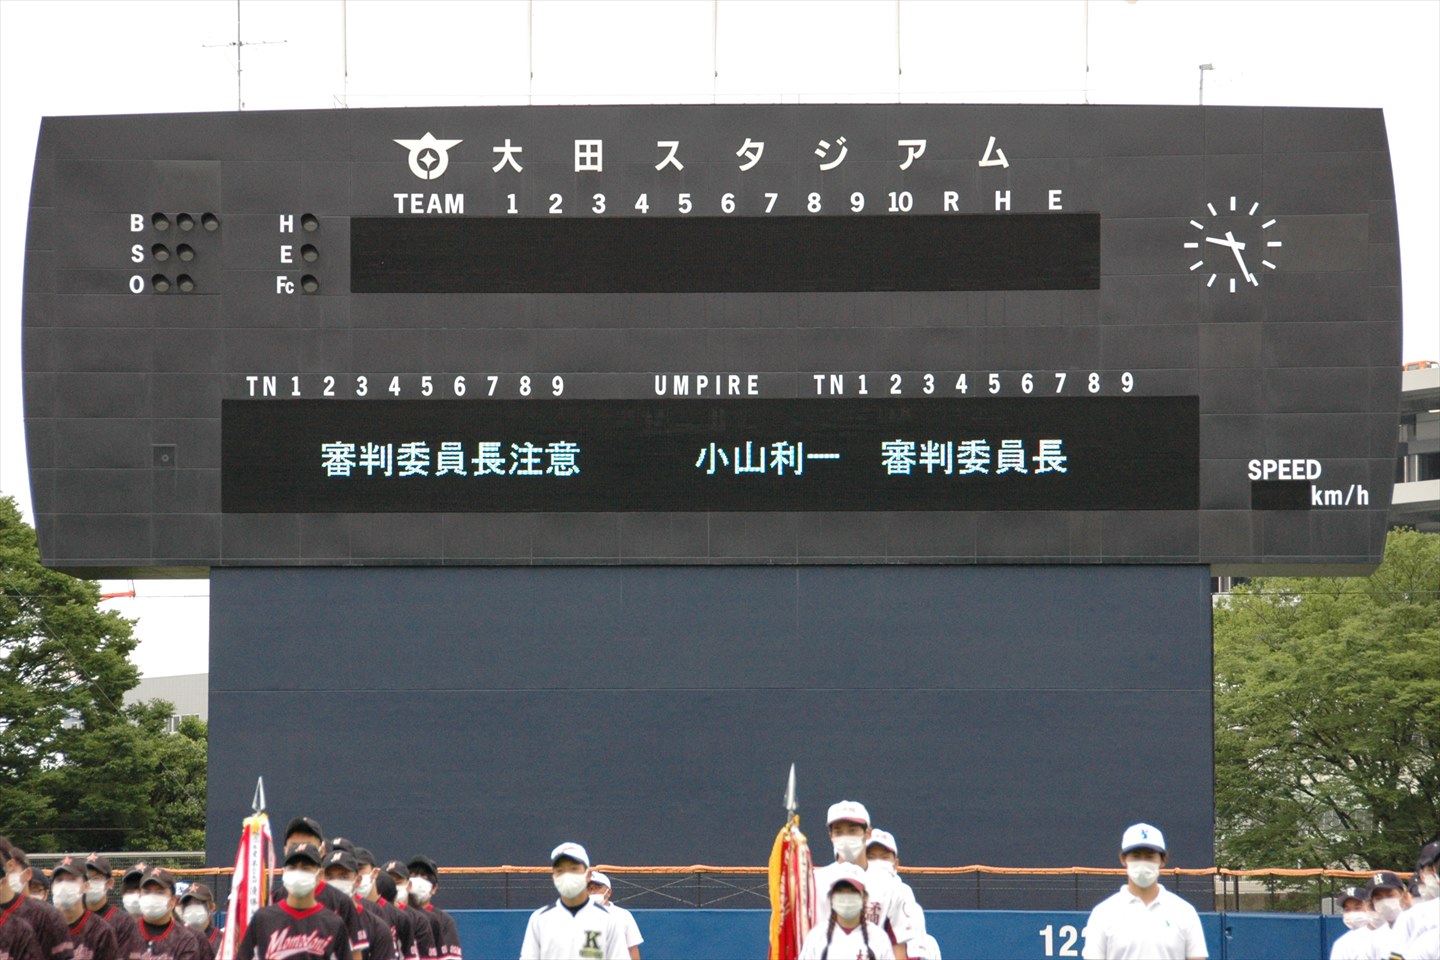 大田スタジアム
TEAM 1 2 3 4 5 6 7 8 9 10 R H E
B H
S E
O Fc
TN 1 2 3 4 5 6 7 8 9 UMPIRE TN 1 2 3 4 5 6 7 8 9
審判委員長注意 小山利一 審判委員長
SPEED
km/h
Momodori
K
122